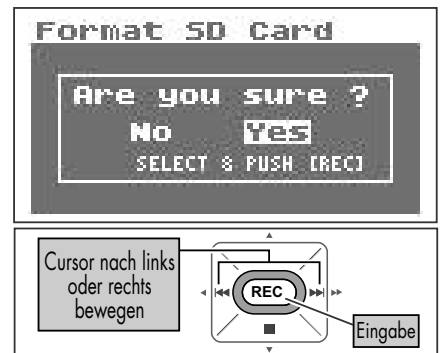 Format SD Card
Are you sure ?
No Yes
SELECT & PUSH [REC]
Cursor nach links
oder rechts
bewegen
REC
Eingabe